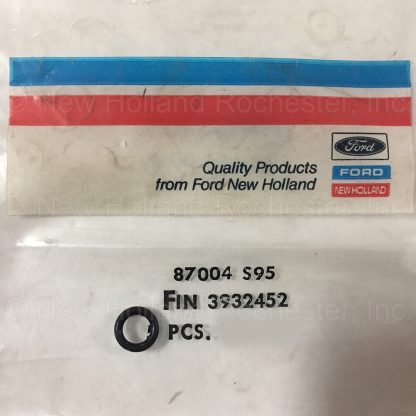 © New Holland Rochester, Inc.
Ford
Quality Products
from Ford New Holland
FORD
NEW HOLLAND
© New Holland Rochester, Inc.
87004 S95
FIN 3932452
PCS.
© New Holland Rochester, Inc.